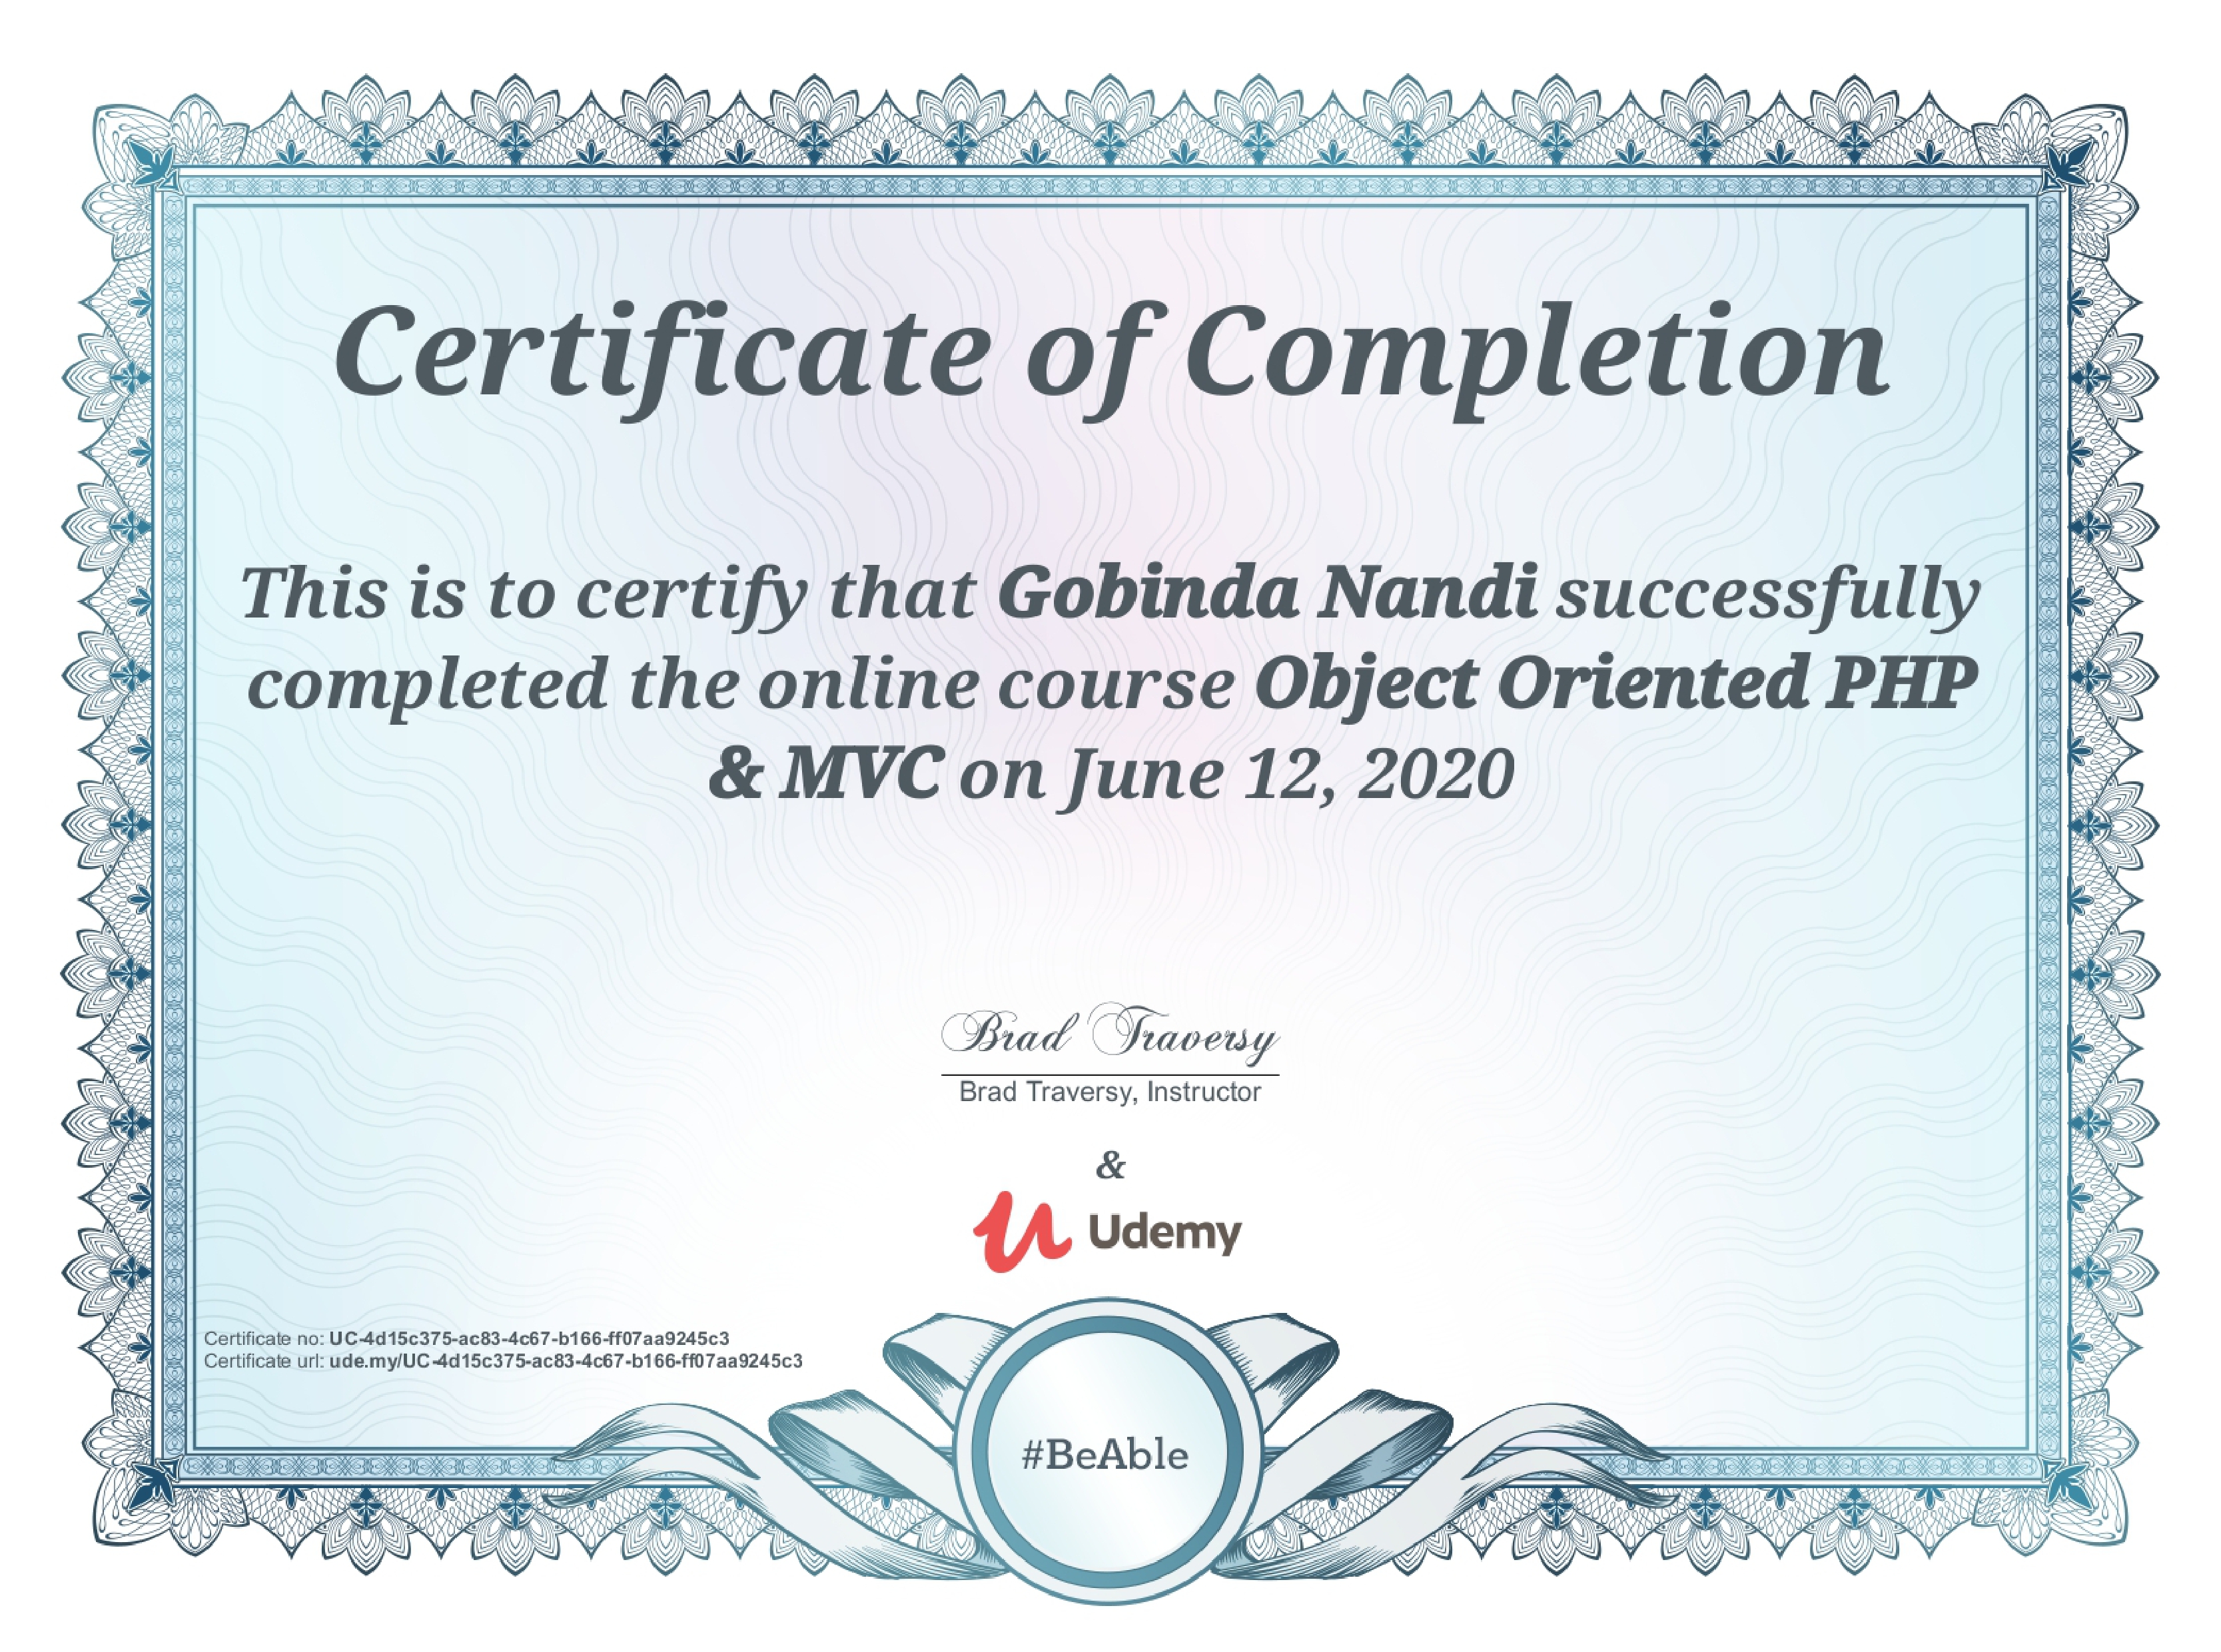 Certificate of Completion
This is to certify that Gobinda Nandi successfully
completed the online course Object Oriented PHP
& MVC on June 12, 2020
Brad Traversy
Brad Traversy, Instructor
&
Udemy
Certificate no: UC-4d15c375-ac83-4c67-b166-ff07aa9245c3
Certificate url: ude.my/UC-4d15c375-ac83-4c67-b166-ff07aa9245c3
#BeAble